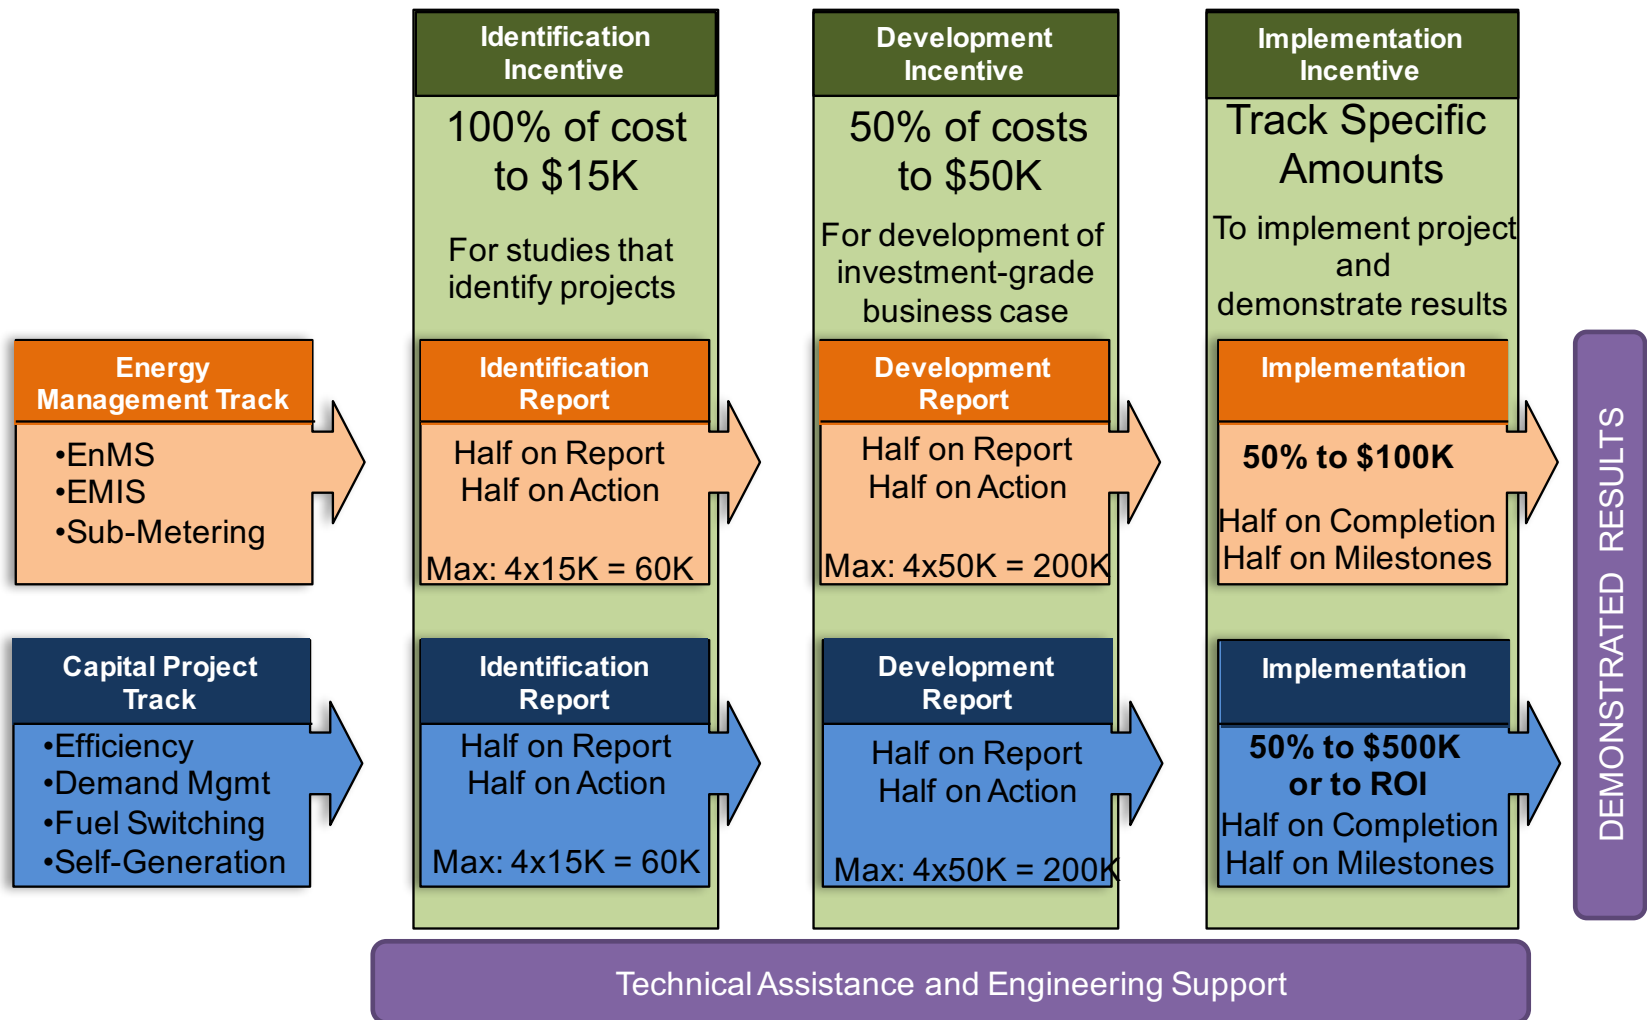 Identification
Incentive
100% of cost
to $15K
For studies that
identify projects
Development
Incentive
50% of costs
to $50K
For development of
investment-grade
business case
Implementation
Incentive
Track Specific
Amounts
To implement project
and
demonstrate results
Energy
Management Track
•EnMS
•EMIS
•Sub-Metering
Identification
Report
Half on Report
Half on Action
Max: 4x15K = 60K
Development
Report
Half on Report
Half on Action
Max: 4x50K = 200K
Implementation
50% to $100K
Half on Completion
Half on Milestones
Capital Project
Track
•Efficiency
•Demand Mgmt
•Fuel Switching
•Self-Generation
Identification
Report
Half on Report
Half on Action
Max: 4x15K = 60K
Development
Report
Half on Report
Half on Action
Max: 4x50K = 200K
Implementation
50% to $500K
or to ROI
Half on Completion
Half on Milestones
DEMONSTRATED RESULTS
Technical Assistance and Engineering Support